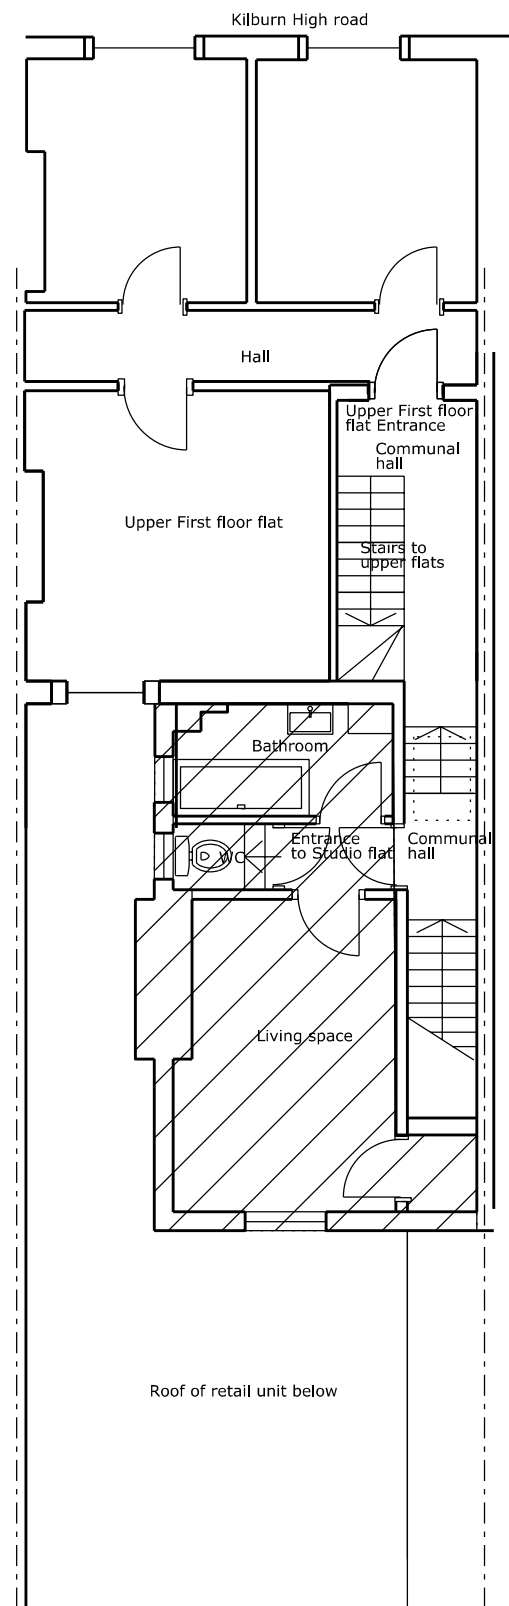 Kilburn High road
Hall
Upper First floor
flat Entrance
Communal
hall
Upper First floor flat
Stairs to
upper flats
Bathroom
Entrance
to Studio flat
Communal
hall
WC
Living space
Roof of retail unit below